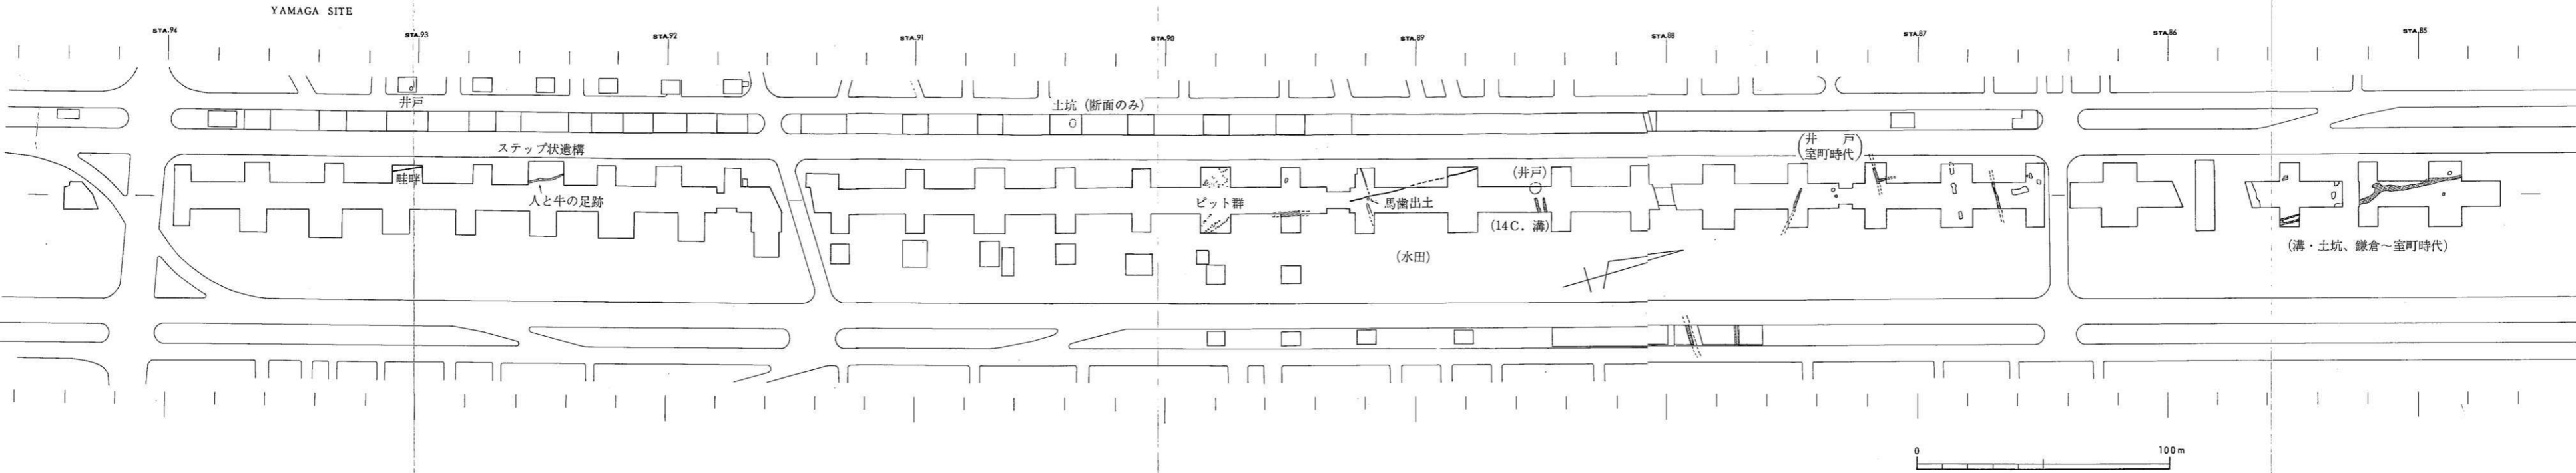 YAMAGA SITE
STA.94
STA.93
STA.92
STA.91
STA.90
STA.89
STA.88
STA.87
STA.86
STA.85
井戸
土坑（断面のみ）
ステップ状遺構
（井　戸
室町時代）
畦畔
人と牛の足跡
ピット群
馬歯出土
（井戸）
（14C．溝）
（水田）
（溝・土坑、鎌倉～室町時代）
0
100m